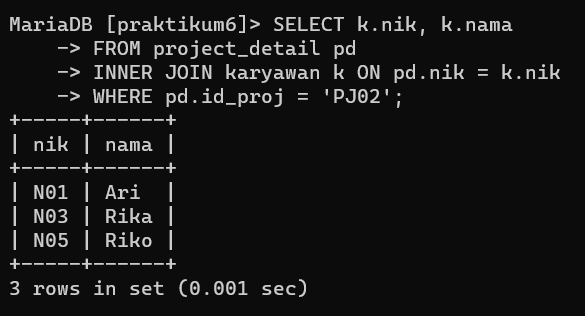 MariaDB [praktikum6]> SELECT k.nik, k.nama
    -> FROM project_detail pd
    -> INNER JOIN karyawan k ON pd.nik = k.nik
    -> WHERE pd.id_proj = 'PJ02';
+-----+------+
| nik | nama |
+-----+------+
| N01 | Ari  |
| N03 | Rika |
| N05 | Riko |
+-----+------+
3 rows in set (0.001 sec)